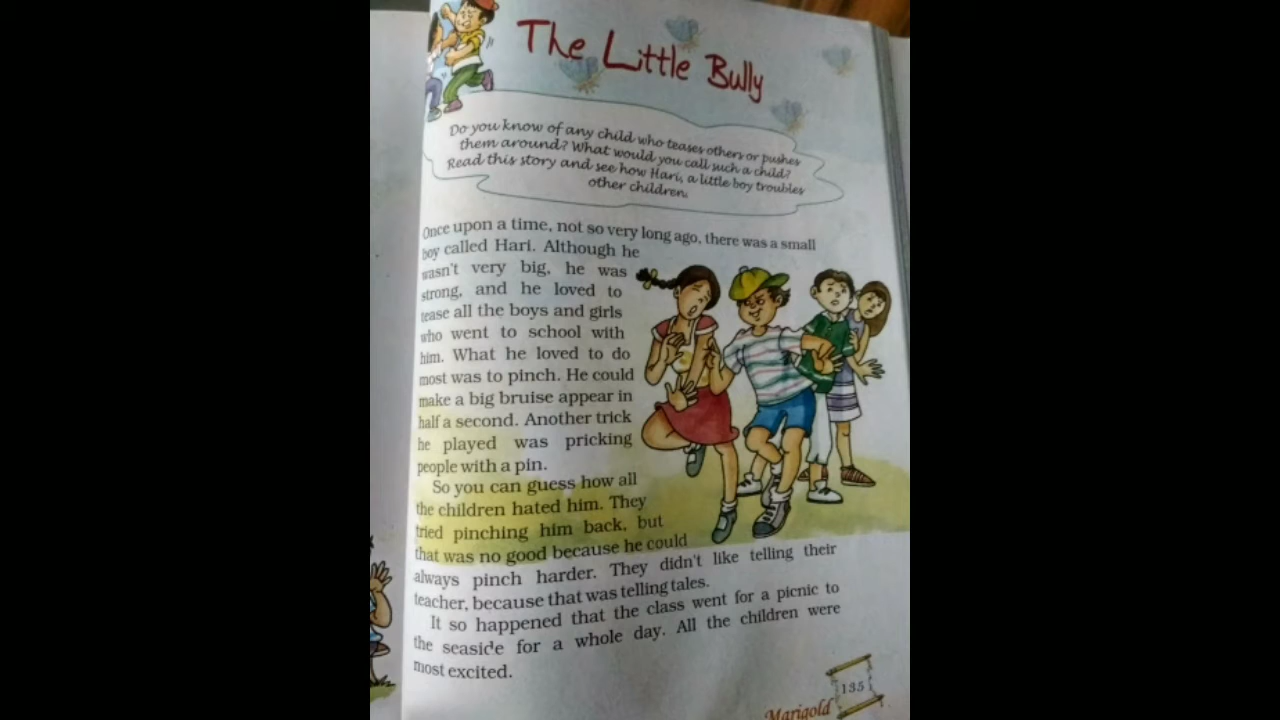 The Little Bully
Do you know of any child who teases others or pushes
them around? What would you call such a child?
Read this story and see how Hari, a little boy troubles
other children.
Once upon a time, not so very long ago, there was a small
boy called Hari. Although he
wasn't very big, he was
strong, and he loved to
tease all the boys and girls
who went to school with
him. What he loved to do
most was to pinch. He could
make a big bruise appear in
half a second. Another trick
he played was pricking
people with a pin.
So you can guess how all
the children hated him. They
tried pinching him back, but
that was no good because he could
always pinch harder. They didn't like telling their
teacher, because that was telling tales.
It so happened that the class went for a picnic to
the seaside for a whole day. All the children were
most excited.
Marigold
135